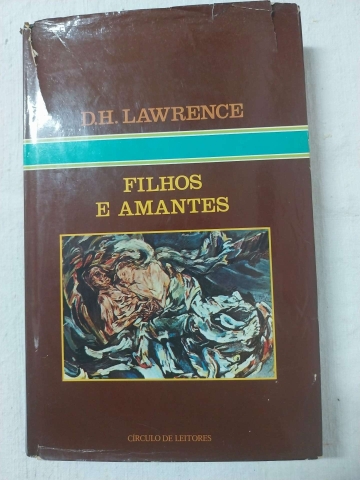 D.H. LAWRENCE
FILHOS
E AMANTES
CÍRCULO DE LEITORES